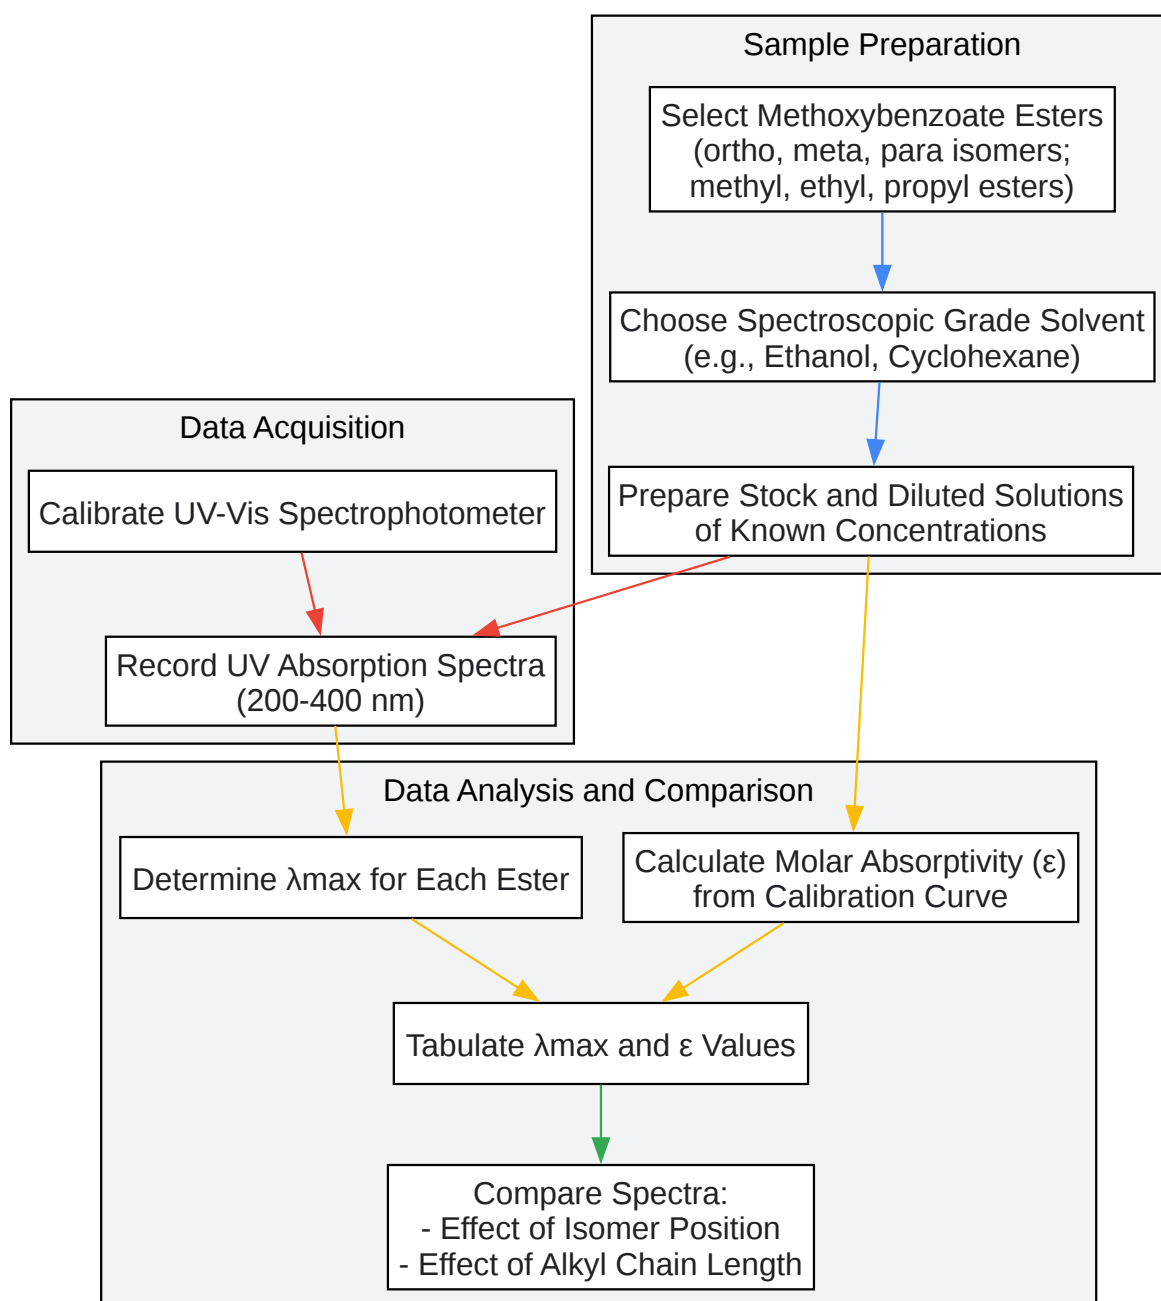 Sample Preparation
Select Methoxybenzoate Esters
(ortho, meta, para isomers;
methyl, ethyl, propyl esters)
Choose Spectroscopic Grade Solvent
(e.g., Ethanol, Cyclohexane)
Prepare Stock and Diluted Solutions
of Known Concentrations
Data Acquisition
Calibrate UV-Vis Spectrophotometer
Record UV Absorption Spectra
(200-400 nm)
Data Analysis and Comparison
Determine λmax for Each Ester
Calculate Molar Absorptivity (ε)
from Calibration Curve
Tabulate λmax and ε Values
Compare Spectra:
- Effect of Isomer Position
- Effect of Alkyl Chain Length